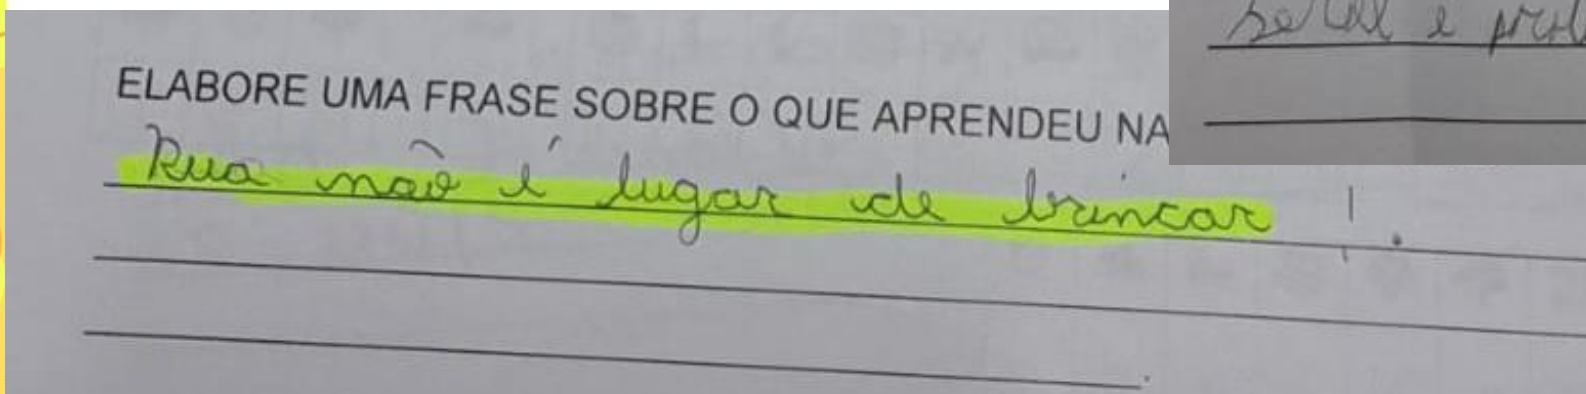 ELABORE UMA FRASE SOBRE O QUE APRENDEU NA
Rua não é lugar de brincar!.